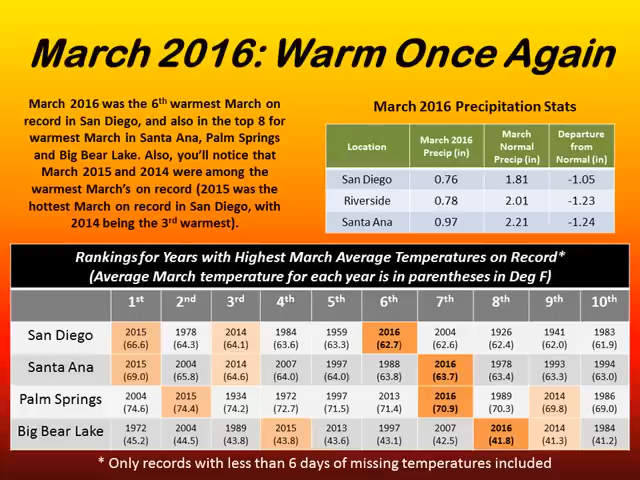 March 2016: Warm Once Again
March 2016 was the 6th warmest March on
record in San Diego, and also in the top 8 for
warmest March in Santa Ana, Palm Springs
and Big Bear Lake. Also, you'll notice that
March 2015 and 2014 were among the
warmest March's on record (2015 was the
hottest March on record in San Diego, with
2014 being the 3rd warmest).
March 2016 Precipitation Stats
Location March 2016 Precip (in) March Normal Precip (in) Departure from Normal (in)
San Diego 0.76 1.81 -1.05
Riverside 0.78 2.01 -1.23
Santa Ana 0.97 2.21 -1.24
Rankings for Years with Highest March Average Temperatures on Record*
(Average March temperature for each year is in parentheses in Deg F)
1st 2nd 3rd 4th 5th 6th 7th 8th 9th 10th
San Diego 2015 (66.6) 1978 (64.3) 2014 (64.1) 1984 (63.6) 1959 (63.3) 2016 (62.7) 2004 (62.6) 1926 (62.4) 1941 (62.0) 1983 (61.9)
Santa Ana 2015 (69.0) 2004 (65.8) 2014 (64.6) 2007 (64.0) 1997 (64.0) 1988 (63.8) 2016 (63.7) 1978 (63.4) 1993 (63.3) 1994 (63.0)
Palm Springs 2004 (74.6) 2015 (74.4) 1934 (74.2) 1972 (72.7) 1997 (71.5) 2013 (71.4) 2016 (70.9) 1989 (70.3) 2014 (69.8) 1986 (69.0)
Big Bear Lake 1972 (45.2) 2004 (44.5) 1989 (43.8) 2015 (43.8) 2013 (43.6) 1997 (43.1) 2007 (42.5) 2016 (41.8) 2014 (41.3) 1984 (41.2)
* Only records with less than 6 days of missing temperatures included